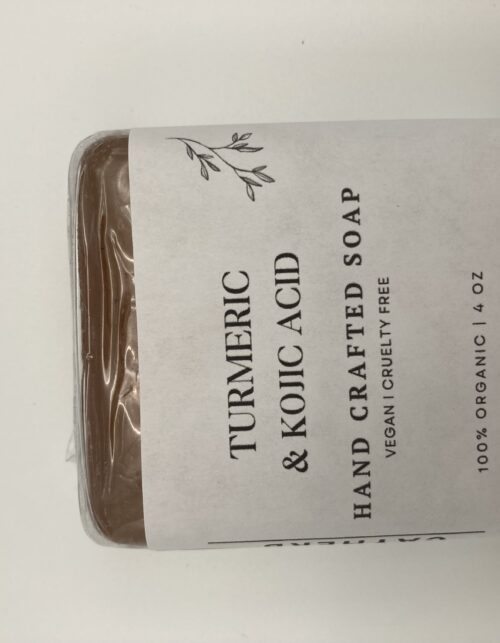 TURMERIC
& KOJIC ACID
HAND CRAFTED SOAP
VEGAN | CRUELTY FREE
100% ORGANIC | 4 OZ